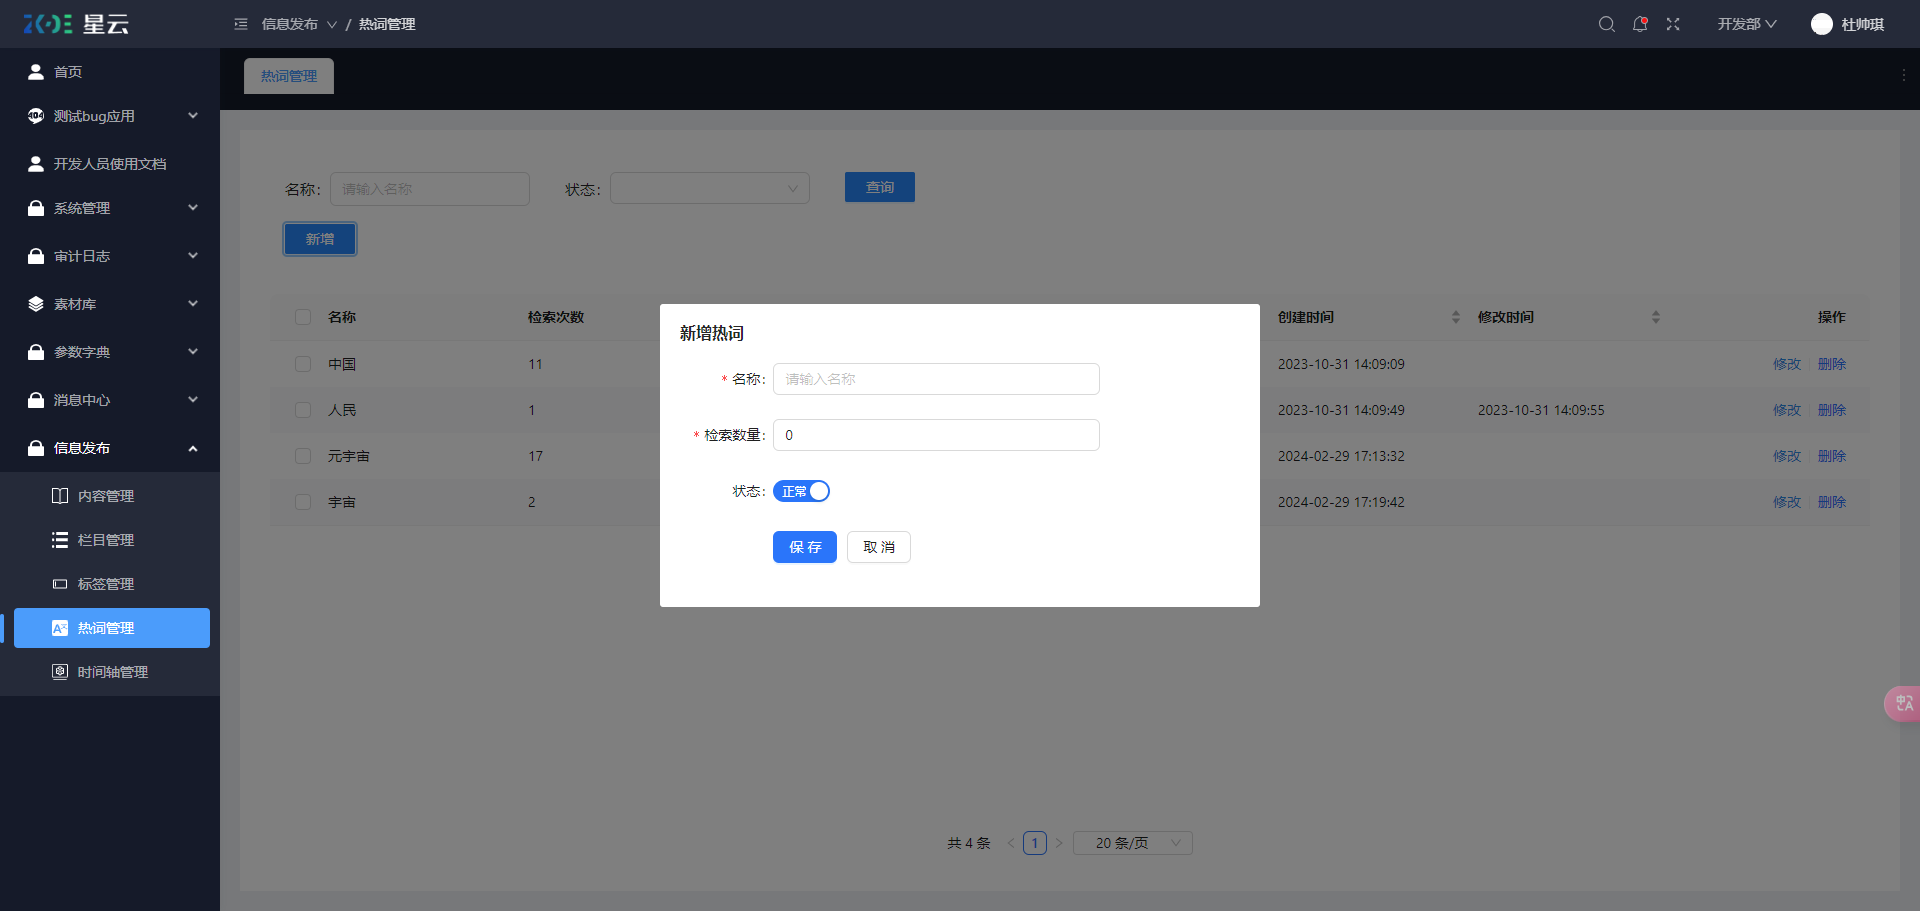 星云
信息发布 / 热词管理
开发部
杜帅琪
首页
测试bug应用
开发人员使用文档
系统管理
审计日志
素材库
参数字典
消息中心
信息发布
内容管理
栏目管理
标签管理
热词管理
时间轴管理
热词管理
名称: 请输入名称 状态: 查询
新增
名称 检索次数 创建时间 修改时间 操作
中国 11 2023-10-31 14:09:09 修改 删除
人民 1 2023-10-31 14:09:49 2023-10-31 14:09:55 修改 删除
元宇宙 17 2024-02-29 17:13:32 修改 删除
宇宙 2 2024-02-29 17:19:42 修改 删除
新增热词
* 名称: 请输入名称
* 检索数量: 0
状态: 正常
保存 取消
共 4 条 < 1 > 20 条/页